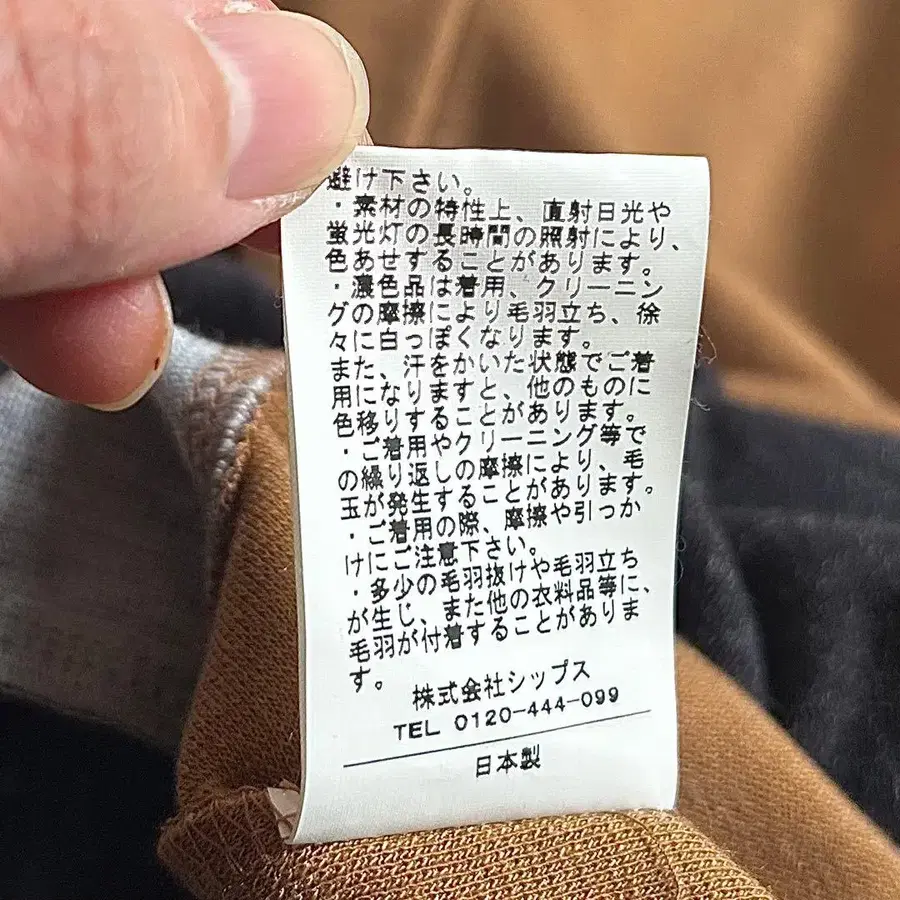 避け下さい。
・素材の特性上、直射日光や
蛍光灯の長時間の照射により、
色あせすることがあります。
・濃色品は着用、クリーニン
グの摩擦により毛羽立ち、徐
々に白っぽくなります。
また、汗をかいた状態でご着
用になりますと、他のものに
色移りすることがあります。
・ご着用やクリーニング等で
の繰り返しの摩擦により、毛
玉が発生することがあります。
・ご着用の際、摩擦や引っか
けにご注意下さい。
・多少の毛羽抜けや毛羽立ち
が生じ、また他の衣料品等に、
毛羽が付着することがありま
す。
株式会社シップス
TEL 0120-444-099
日本製